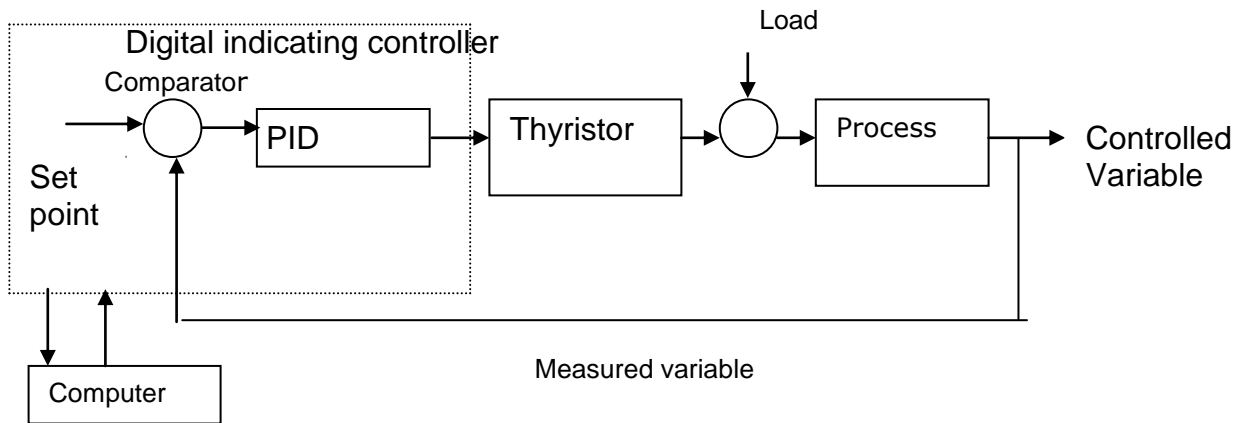 Load
Digital indicating controller
Comparator
PID
Thyristor
Process
Controlled
Variable
Set
point
Measured variable
Computer